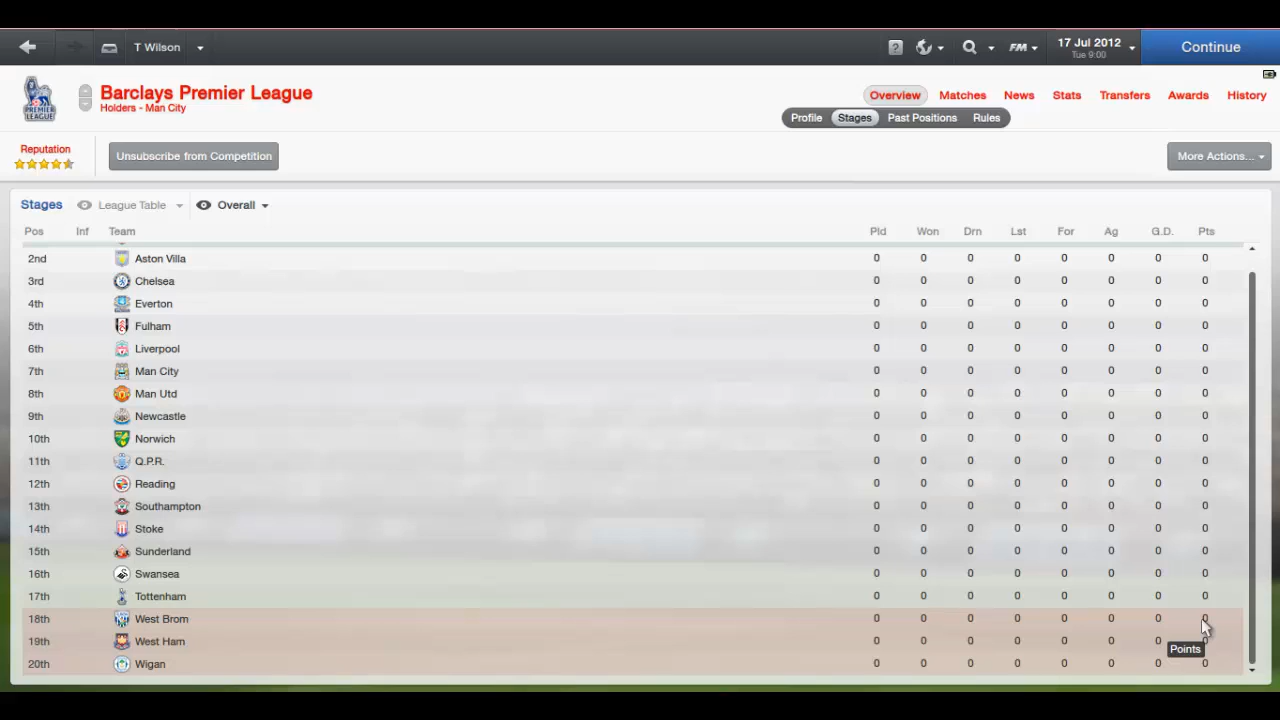 T Wilson
?
FM
17 Jul 2012
Tue 9:00
Continue
Barclays Premier League
Holders - Man City
Overview Matches News Stats Transfers Awards History
Profile Stages Past Positions Rules
Reputation
Unsubscribe from Competition
More Actions...
Stages League Table Overall
Pos Inf Team Pld Won Drn Lst For Ag G.D. Pts
2nd Aston Villa 0 0 0 0 0 0 0 0
3rd Chelsea 0 0 0 0 0 0 0 0
4th Everton 0 0 0 0 0 0 0 0
5th Fulham 0 0 0 0 0 0 0 0
6th Liverpool 0 0 0 0 0 0 0 0
7th Man City 0 0 0 0 0 0 0 0
8th Man Utd 0 0 0 0 0 0 0 0
9th Newcastle 0 0 0 0 0 0 0 0
10th Norwich 0 0 0 0 0 0 0 0
11th Q.P.R. 0 0 0 0 0 0 0 0
12th Reading 0 0 0 0 0 0 0 0
13th Southampton 0 0 0 0 0 0 0 0
14th Stoke 0 0 0 0 0 0 0 0
15th Sunderland 0 0 0 0 0 0 0 0
16th Swansea 0 0 0 0 0 0 0 0
17th Tottenham 0 0 0 0 0 0 0 0
18th West Brom 0 0 0 0 0 0 0 0
19th West Ham 0 0 0 0 0 0 0 0
Points
20th Wigan 0 0 0 0 0 0 0 0